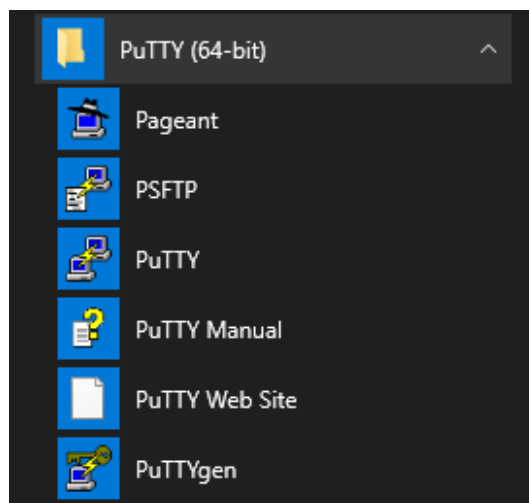 PuTTY (64-bit)
Pageant
PSFTP
PuTTY
PuTTY Manual
PuTTY Web Site
PuTTYgen